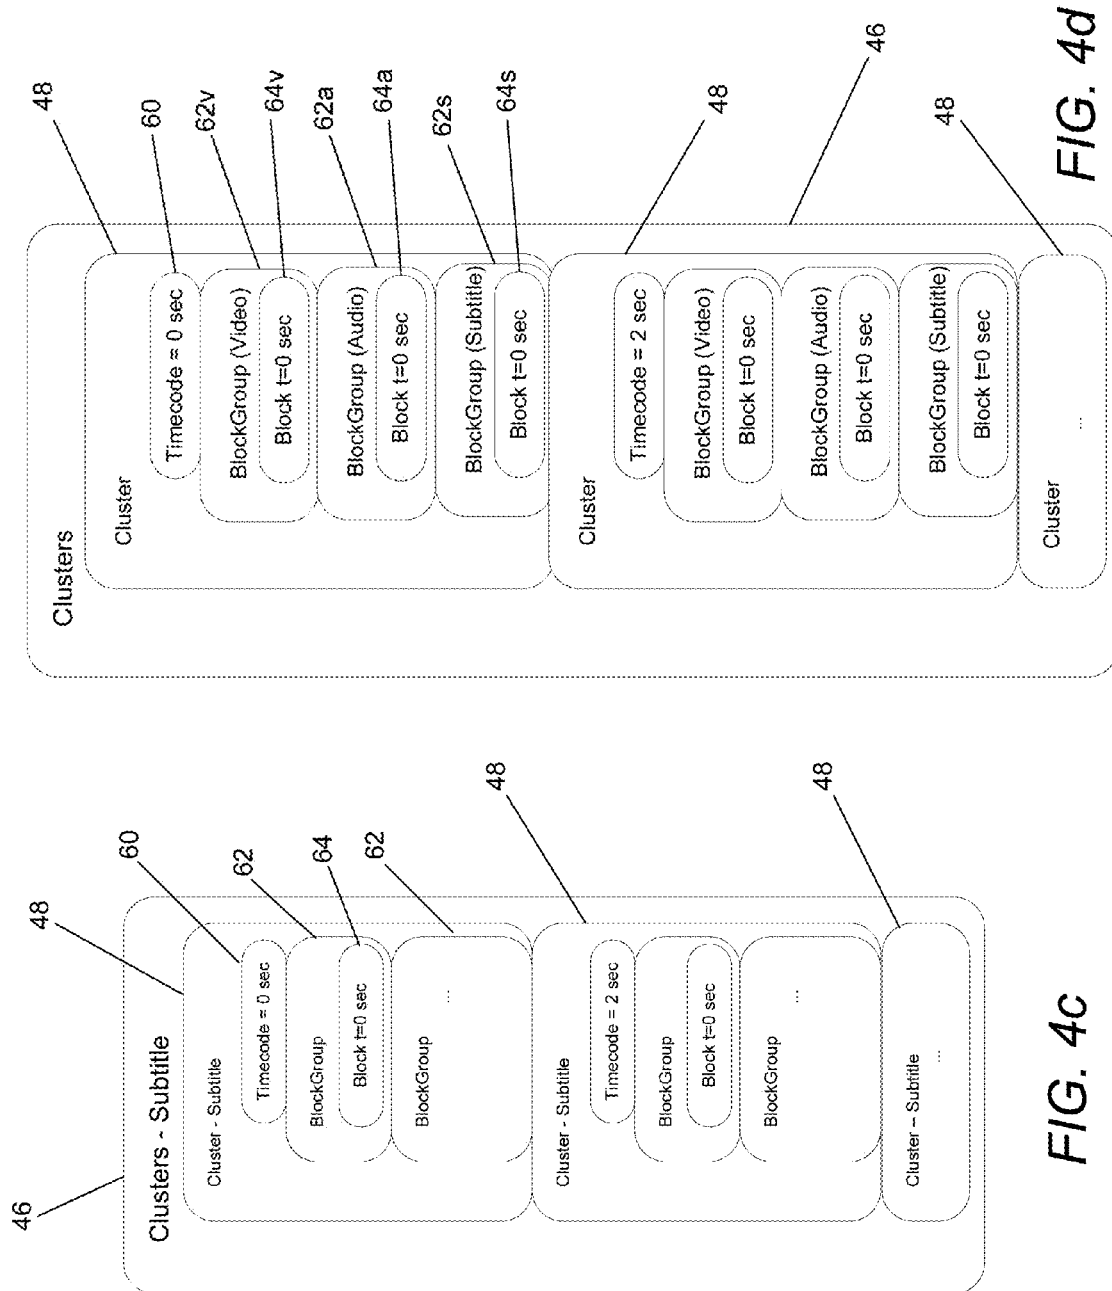 46
48
Clusters - Subtitle
Cluster - Subtitle
60
Timecode = 0 sec
62
BlockGroup
64
Block t=0 sec
62
BlockGroup
...
48
Cluster - Subtitle
Timecode = 2 sec
BlockGroup
Block t=0 sec
BlockGroup
...
48
Cluster – Subtitle
...
FIG. 4c
Clusters
48
Cluster
60
Timecode = 0 sec
62v
BlockGroup (Video)
64v
Block t=0 sec
62a
BlockGroup (Audio)
64a
Block t=0 sec
62s
BlockGroup (Subtitle)
64s
Block t=0 sec
48
Cluster
Timecode = 2 sec
BlockGroup (Video)
Block t=0 sec
46
BlockGroup (Audio)
Block t=0 sec
BlockGroup (Subtitle)
Block t=0 sec
48
Cluster
...
FIG. 4d